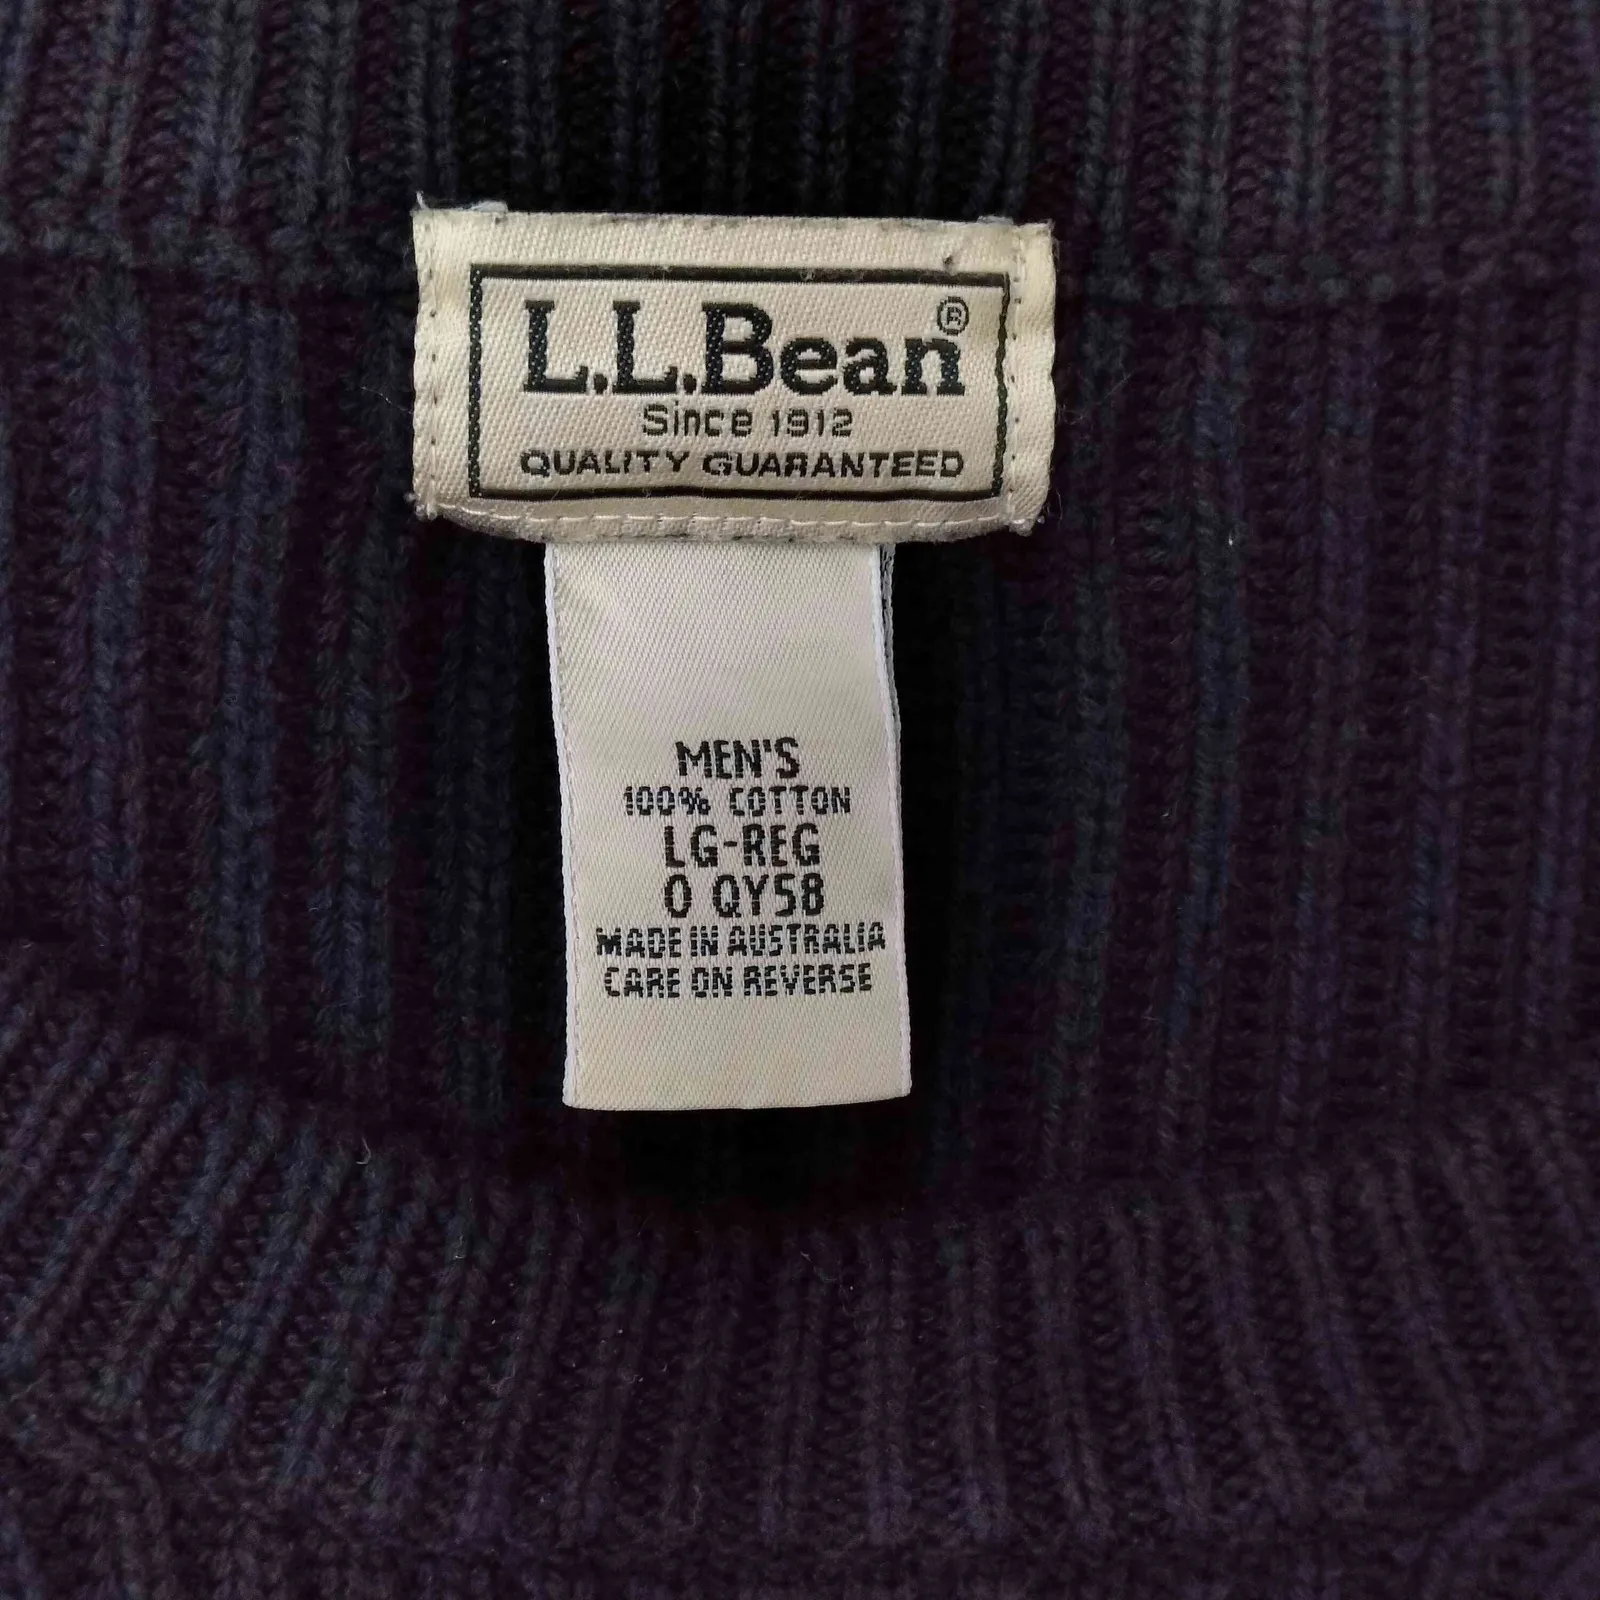 L.L.Bean®
Since 1912
QUALITY GUARANTEED
MEN'S
100% COTTON
LG-REG
0 QY58
MADE IN AUSTRALIA
CARE ON REVERSE